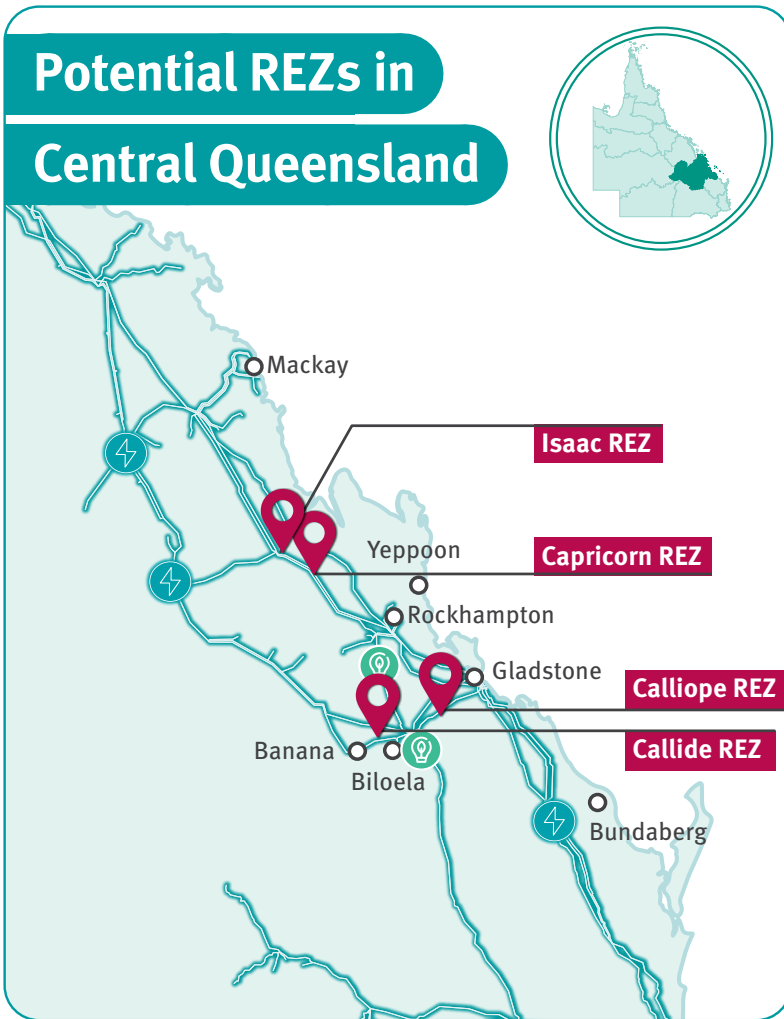 Potential REZs in
Central Queensland
Mackay
Isaac REZ
Yeppoon
Capricorn REZ
Rockhampton
Gladstone
Calliope REZ
Banana
Callide REZ
Biloela
Bundaberg